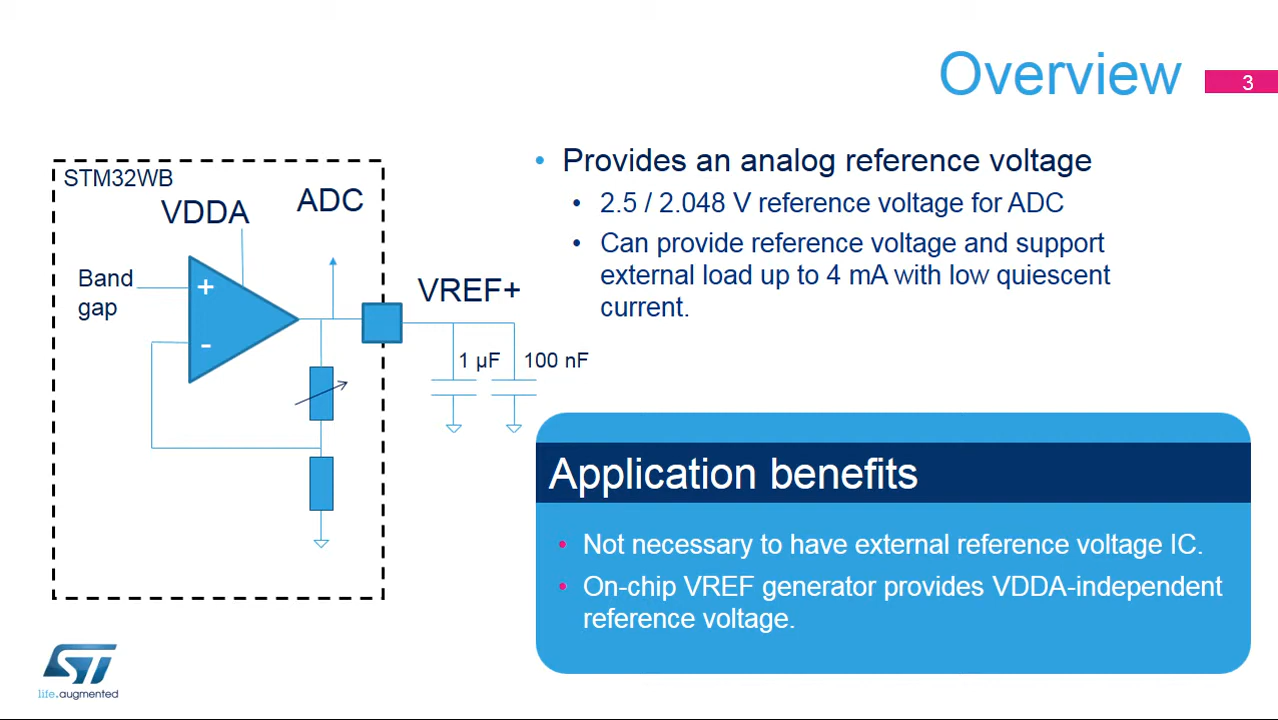 Overview
3
STM32WB
VDDA
ADC
Band
gap
+
-
VREF+
1 µF
100 nF
• Provides an analog reference voltage
• 2.5 / 2.048 V reference voltage for ADC
• Can provide reference voltage and support
external load up to 4 mA with low quiescent
current.
Application benefits
• Not necessary to have external reference voltage IC.
• On-chip VREF generator provides VDDA-independent
reference voltage.
ST
life.augmented